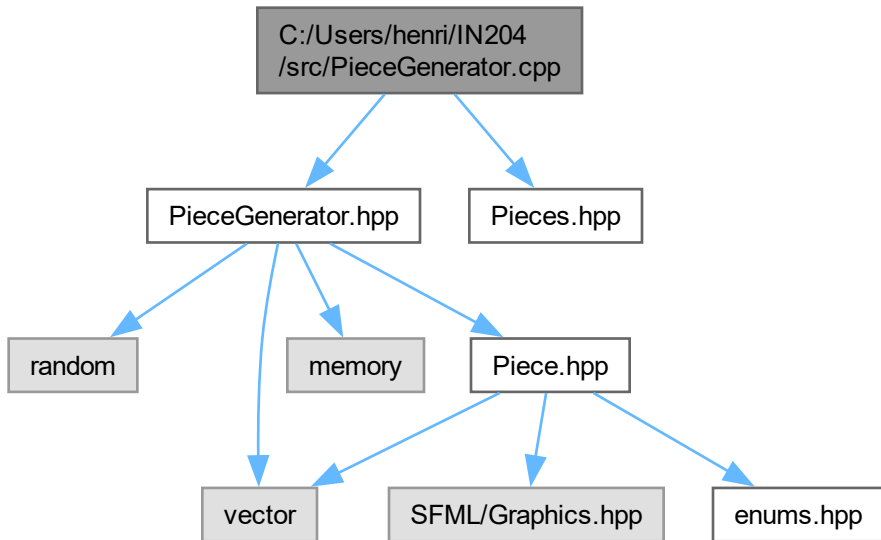 C:/Users/henri/IN204
/src/PieceGenerator.cpp
PieceGenerator.hpp
Pieces.hpp
random
memory
Piece.hpp
vector
SFML/Graphics.hpp
enums.hpp